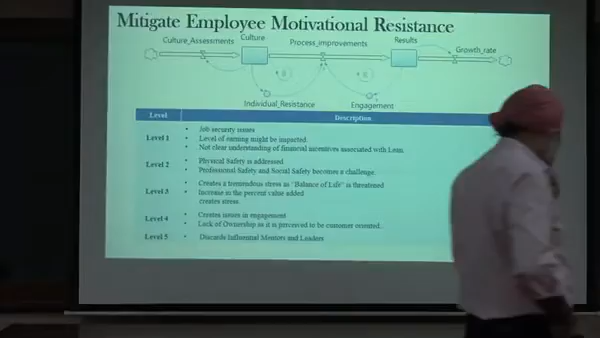 Mitigate Employee Motivational Resistance
Culture_Assessments
Culture
Process_improvements
Results
Growth_rate
Individual_Resistance
Engagement
Level
Description
Level 1
Job security issues
Level of earning might be impacted.
Not clear understanding of financial incentives associated with Lean.
Level 2
Physical Safety is addressed
Professional Safety and Social Safety becomes a challenge.
Level 3
Creates a tremendous stress as "Balance of Life" is threatened
Increase in the percent value added
creates stress.
Level 4
Creates issues in engagement
Lack of Ownership as it is perceived to be customer oriented.
Level 5
Discards Influential Mentors and Leaders